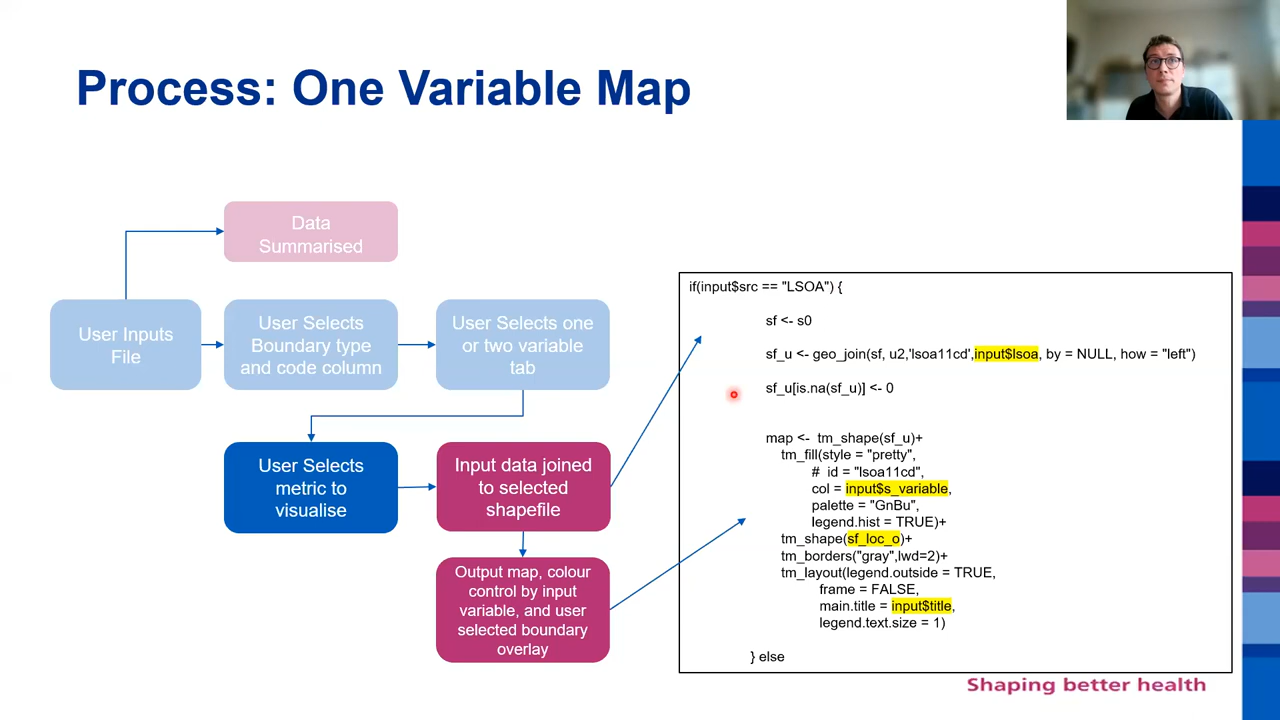 Process: One Variable Map
Data
Summarised
User Inputs
File
User Selects
Boundary type
and code column
User Selects one
or two variable
tab
User Selects
metric to
visualise
Input data joined
to selected
shapefile
Output map, colour
control by input
variable, and user
selected boundary
overlay
if(input$src == "LSOA") {
sf <- s0
sf_u <- geo_join(sf, u2,'lsoa11cd',input$lsoa, by = NULL, how = "left")
sf_u[is.na(sf_u)] <- 0
map <- tm_shape(sf_u)+
tm_fill(style = "pretty",
# id = "lsoa11cd",
col = input$s_variable,
palette = "GnBu",
legend.hist = TRUE)+
tm_shape(sf_loc_o)+
tm_borders("gray",lwd=2)+
tm_layout(legend.outside = TRUE,
frame = FALSE,
main.title = input$title,
legend.text.size = 1)
} else
Shaping better health